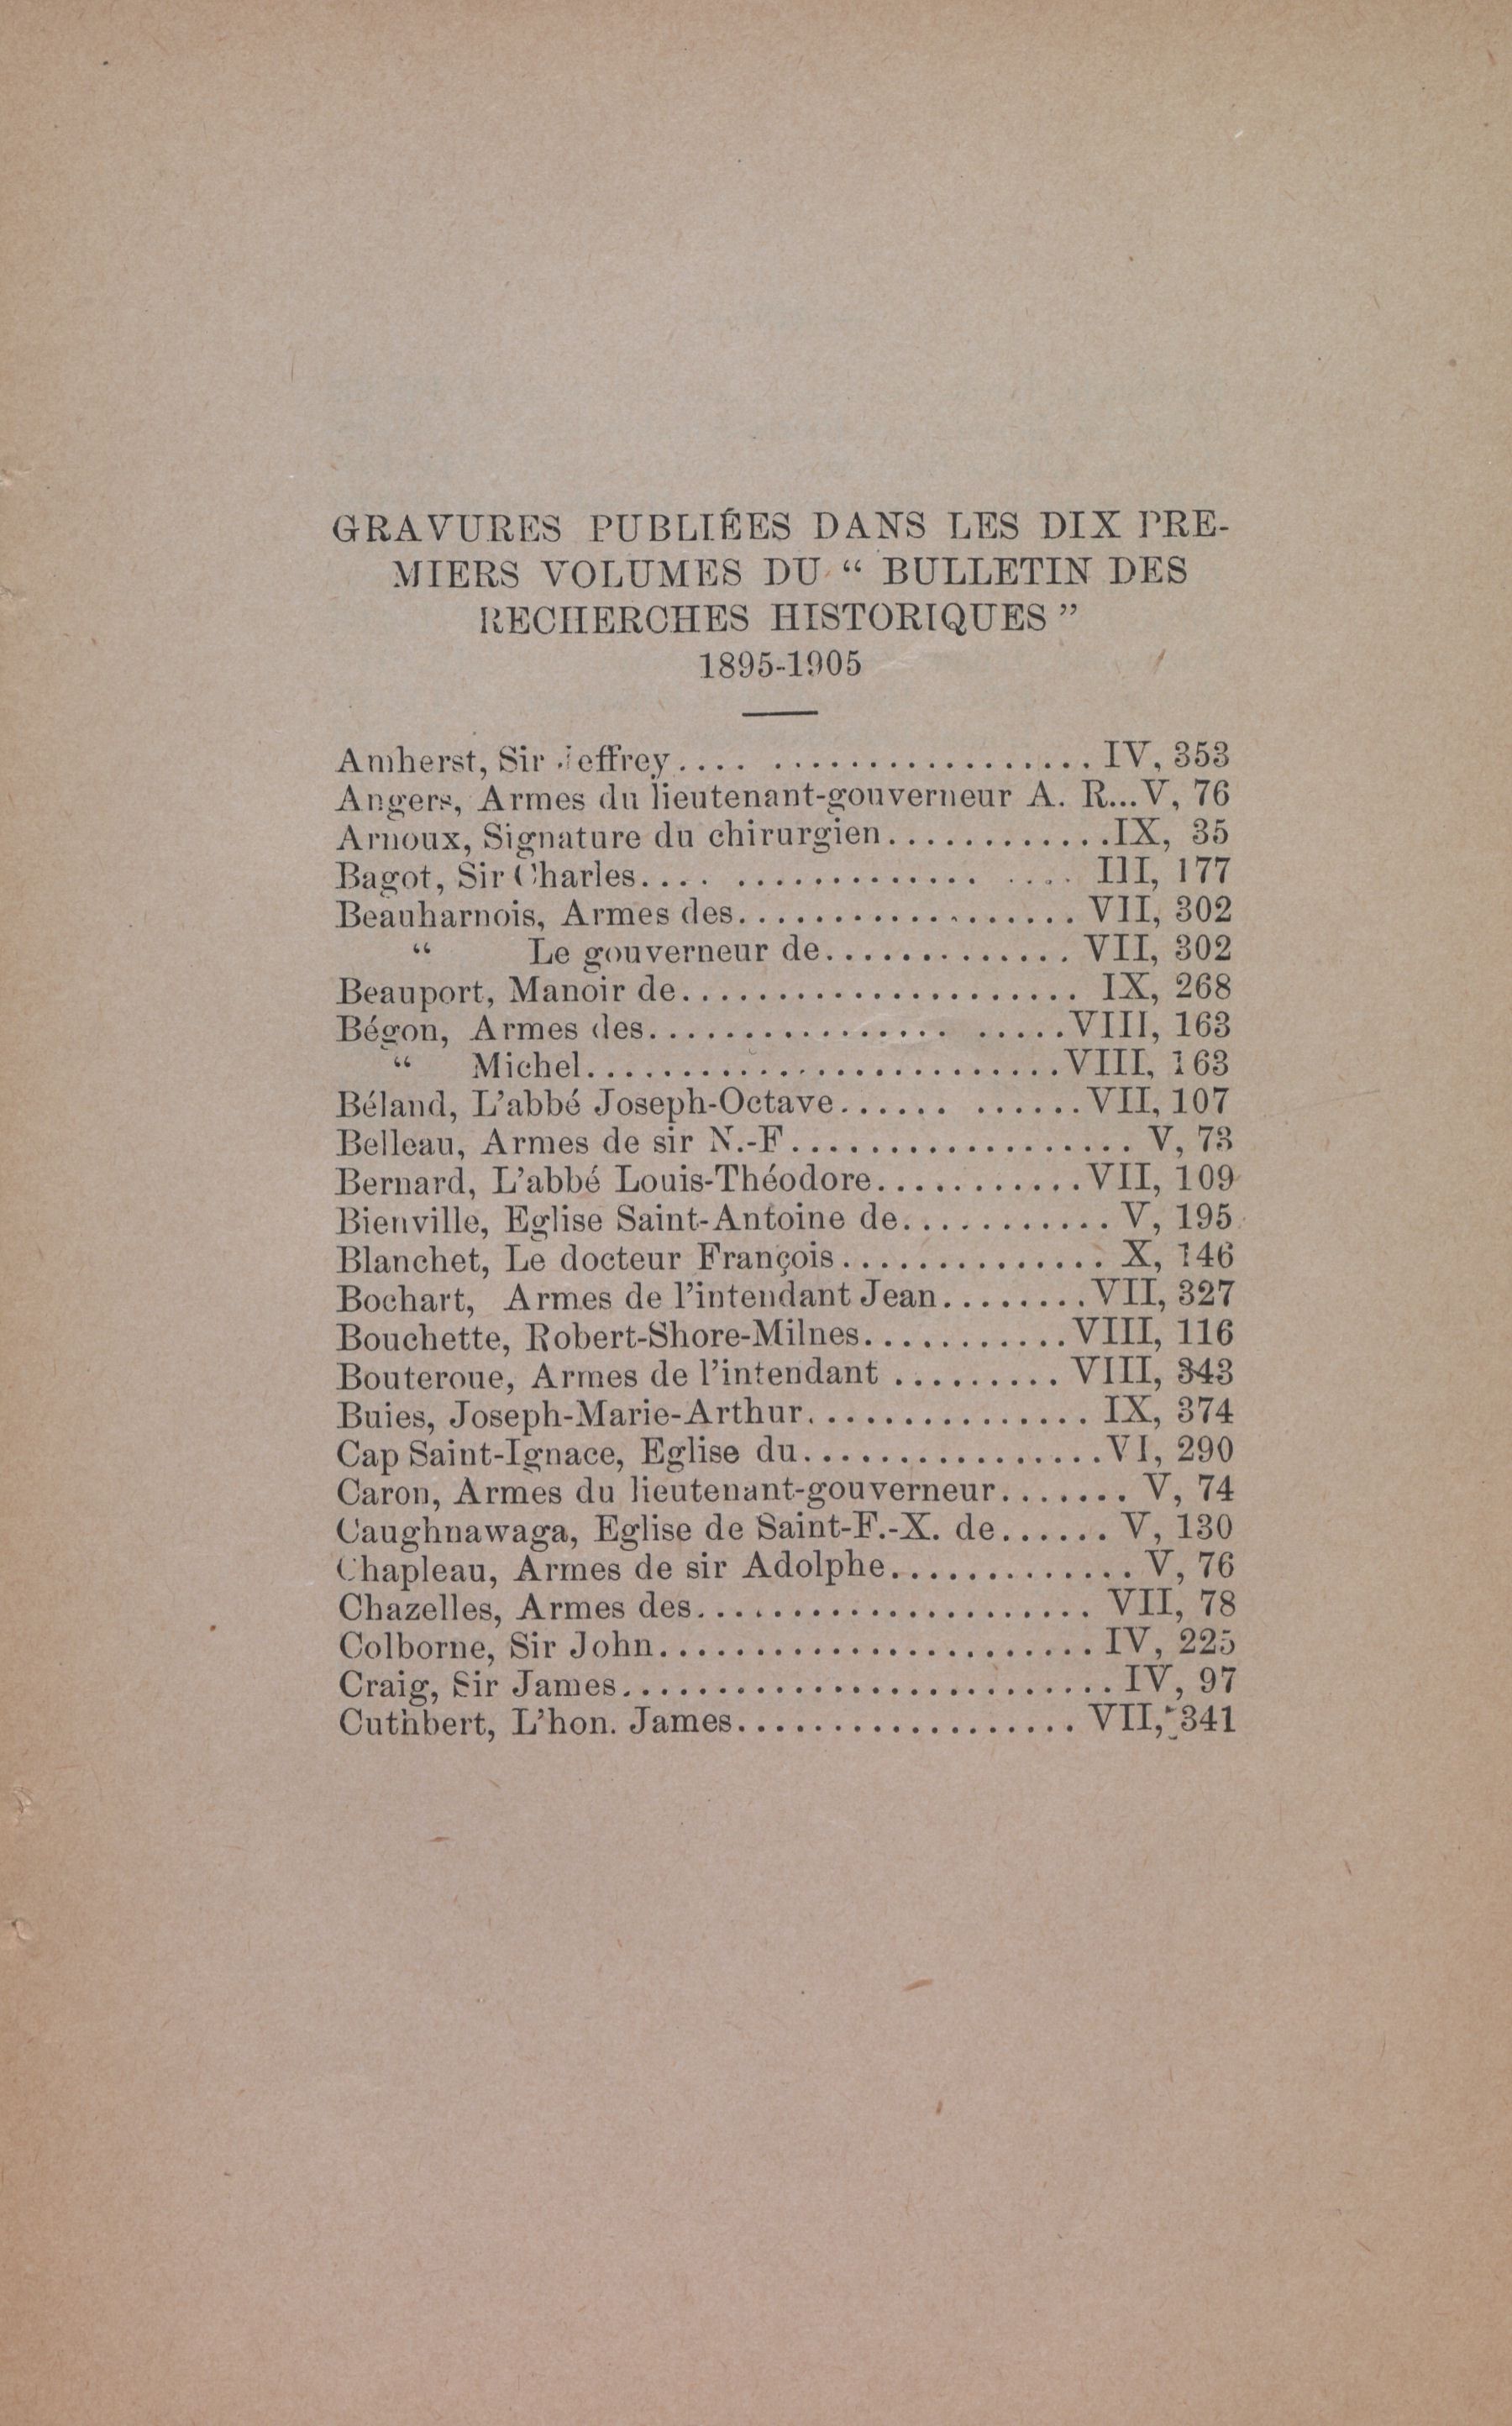 GRAVURES PUBLIÉES DANS LES DIX PRE-
MIERS VOLUMES DU “ BULLETIN DES
RECHERCHES HISTORIQUES ”
1895-1905
Amherst, Sir Jeffrey.... ................. IV, 353
Angers, Armes du lieutenant-gouverneur A. R...V, 76
Arnoux, Signature du chirurgien............IX, 35
Bagot, Sir Charles.... ............. .... III, 177
Beauharnois, Armes des.................. VII, 302
“ Le gouverneur de............. VII, 302
Beauport, Manoir de..................... IX, 268
Bégon, Armes des................ .....VIII, 163
“ Michel.........................VIII, 163
Béland, L'abbé Joseph-Octave...... ......VII, 107
Belleau, Armes de sir N.-F.................. V, 73
Bernard, L'abbé Louis-Théodore...........VII, 109
Bienville, Eglise Saint-Antoine de........... V, 195
Blanchet, Le docteur François.............. X, 146
Bochart, Armes de l'intendant Jean........VII, 327
Bouchette, Robert-Shore-Milnes...........VIII, 116
Bouteroue, Armes de l'intendant ......... VIII, 343
Buies, Joseph-Marie-Arthur............... IX, 374
Cap Saint-Ignace, Eglise du................VI, 290
Caron, Armes du lieutenant-gouverneur....... V, 74
Caughnawaga, Eglise de Saint-F.-X. de...... V, 130
Chapleau, Armes de sir Adolphe............. V, 76
Chazelles, Armes des..................... VII, 78
Colborne, Sir John....................... IV, 225
Craig, Sir James.......................... IV, 97
Cuthbert, L'hon. James.................. VII, 341